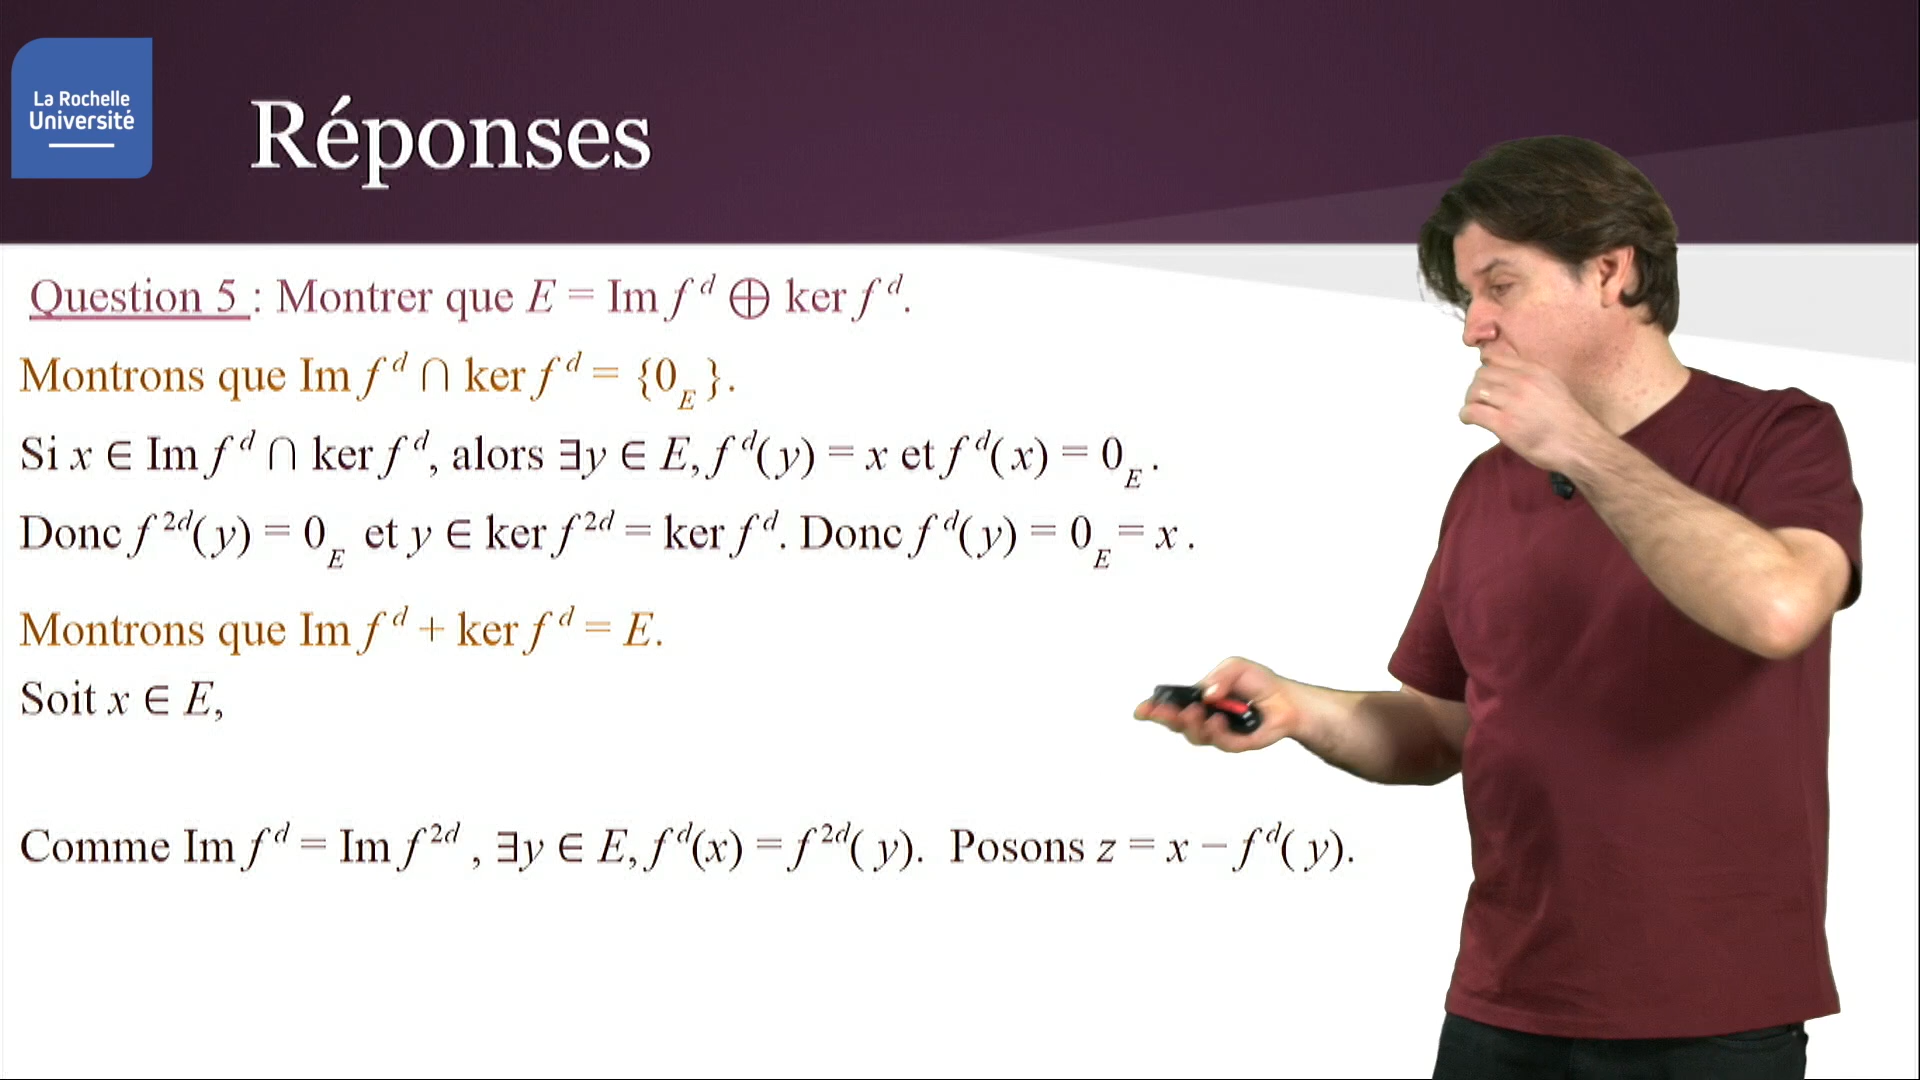 La Rochelle
Université
Réponses
Question 5 : Montrer que E = Im f^d ⊕ ker f^d.
Montrons que Im f^d ∩ ker f^d = {0_E}.
Si x ∈ Im f^d ∩ ker f^d, alors ∃y ∈ E, f^d(y) = x et f^d(x) = 0_E.
Donc f^{2d}(y) = 0_E et y ∈ ker f^{2d} = ker f^d. Donc f^d(y) = 0_E = x.
Montrons que Im f^d + ker f^d = E.
Soit x ∈ E,
Comme Im f^d = Im f^{2d}, ∃y ∈ E, f^d(x) = f^{2d}(y). Posons z = x − f^d(y).